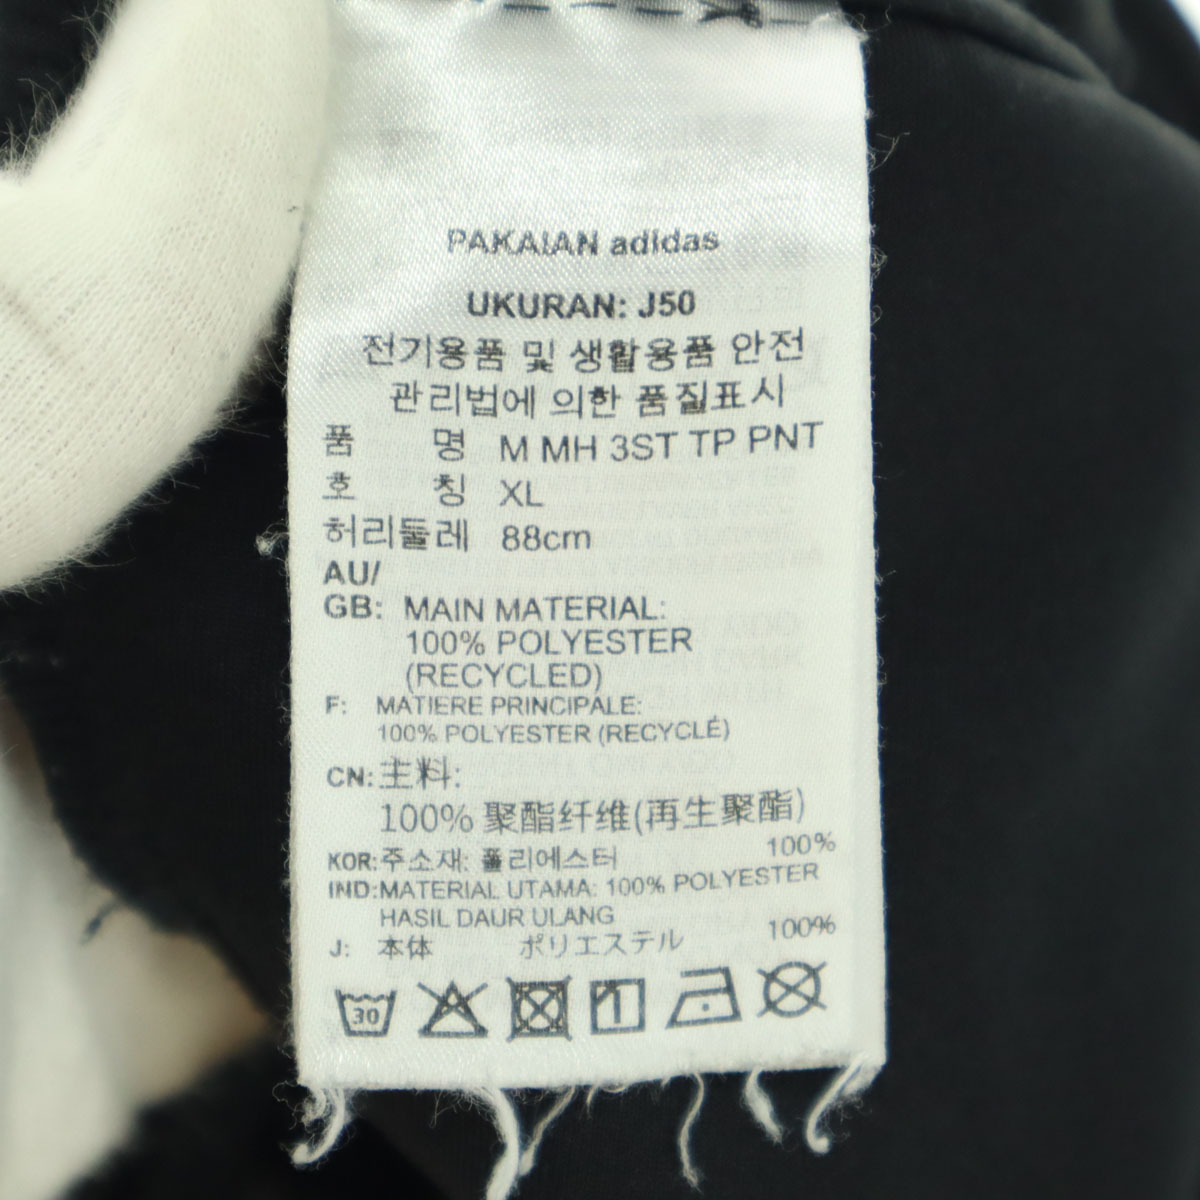 PAKAIAN adidas
UKURAN: J50
전기용품 및 생활용품 안전
관리법에 의한 품질표시
품 명 M MH 3ST TP PNT
호 칭 XL
허리둘레 88cm
AU/
GB: MAIN MATERIAL:
100% POLYESTER
(RECYCLED)
F: MATIERE PRINCIPALE:
100% POLYESTER (RECYCLÉ)
CN: 主料:
100% 聚酯纤维(再生聚酯)
KOR: 주소재: 폴리에스터 100%
IND: MATERIAL UTAMA: 100% POLYESTER
HASIL DAUR ULANG
J: 本体 ポリエステル 100%
30 1